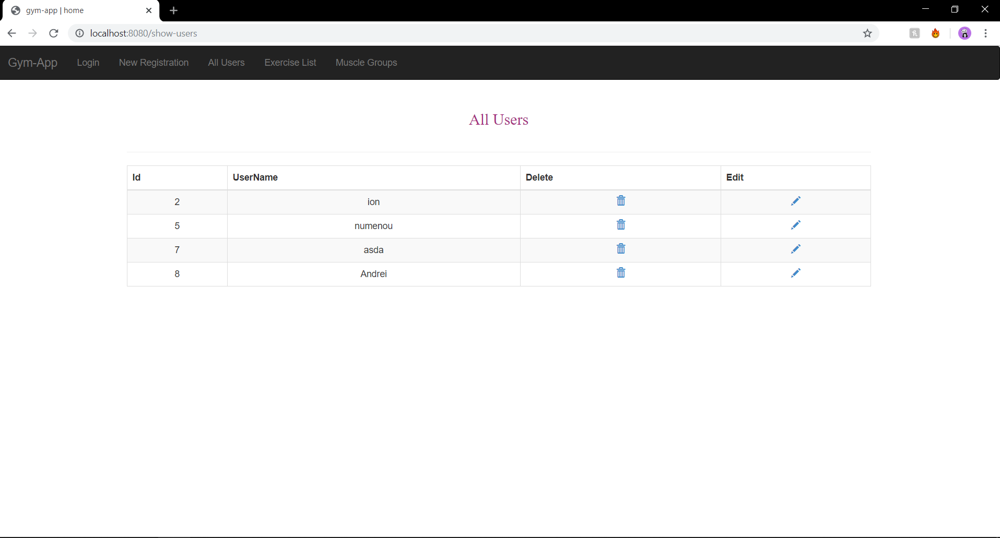 gym-app | home
localhost:8080/show-users
Gym-App Login New Registration All Users Exercise List Muscle Groups
All Users
Id UserName Delete Edit
2 ion
5 numenou
7 asda
8 Andrei